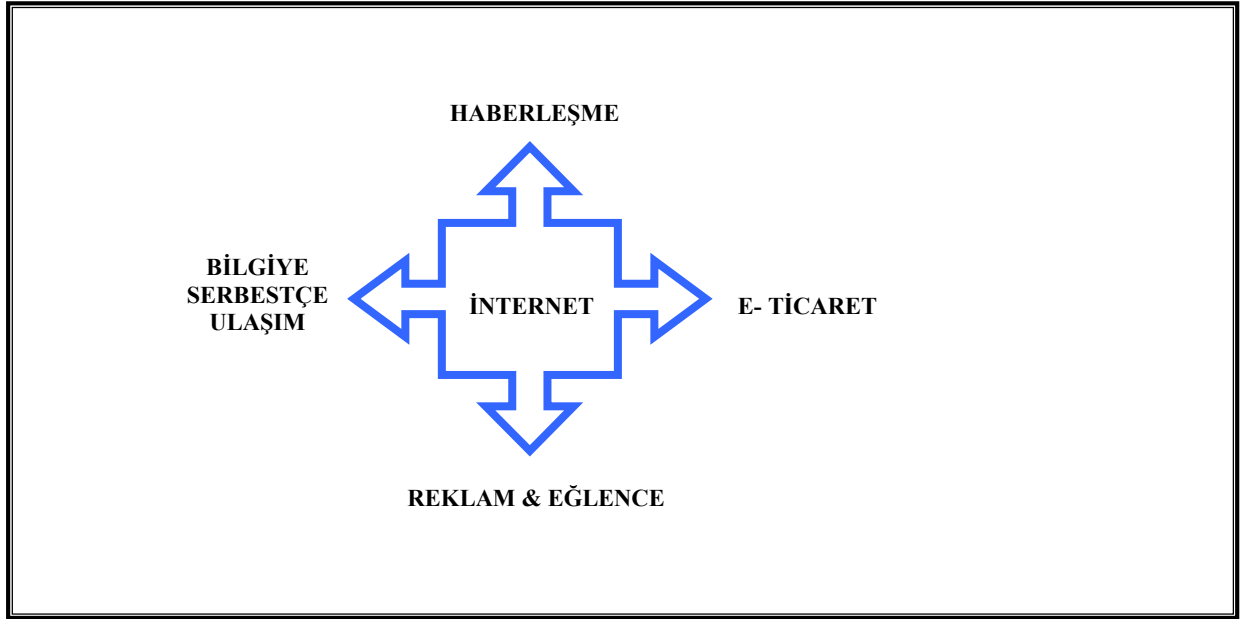 HABERLEŞME
BİLGİYE
SERBESTÇE
ULAŞIM
İNTERNET
E- TİCARET
REKLAM & EĞLENCE